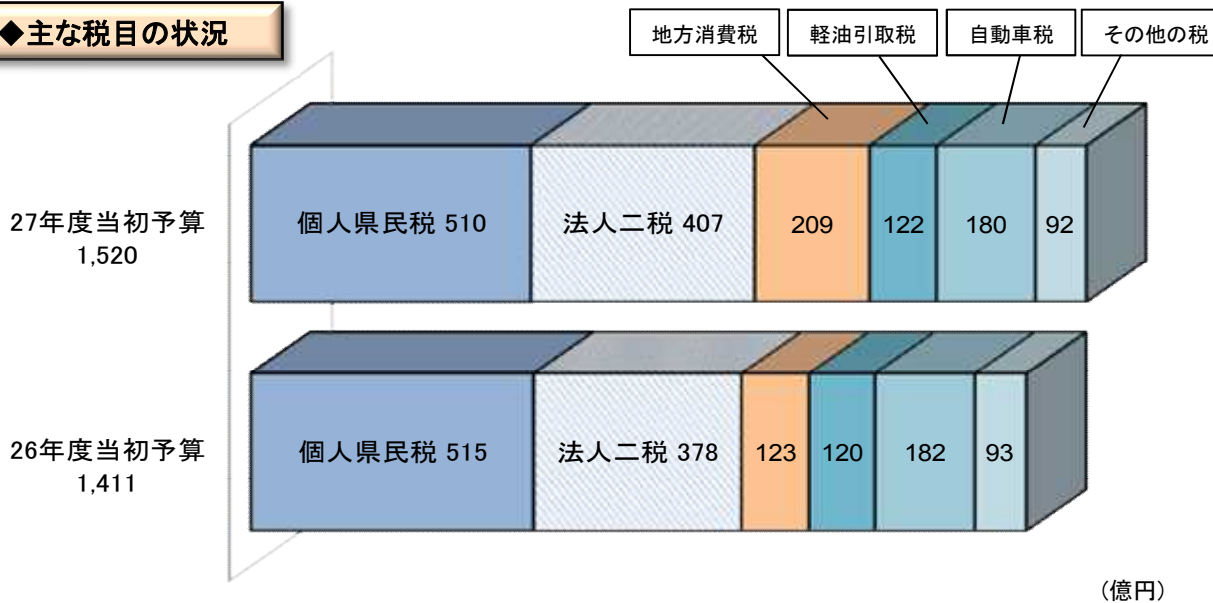 ◆主な税目の状況
地方消費税 軽油引取税 自動車税 その他の税
27年度当初予算
1,520
個人県民税 510 法人二税 407 209 122 180 92
26年度当初予算
1,411
個人県民税 515 法人二税 378 123 120 182 93
(億円)